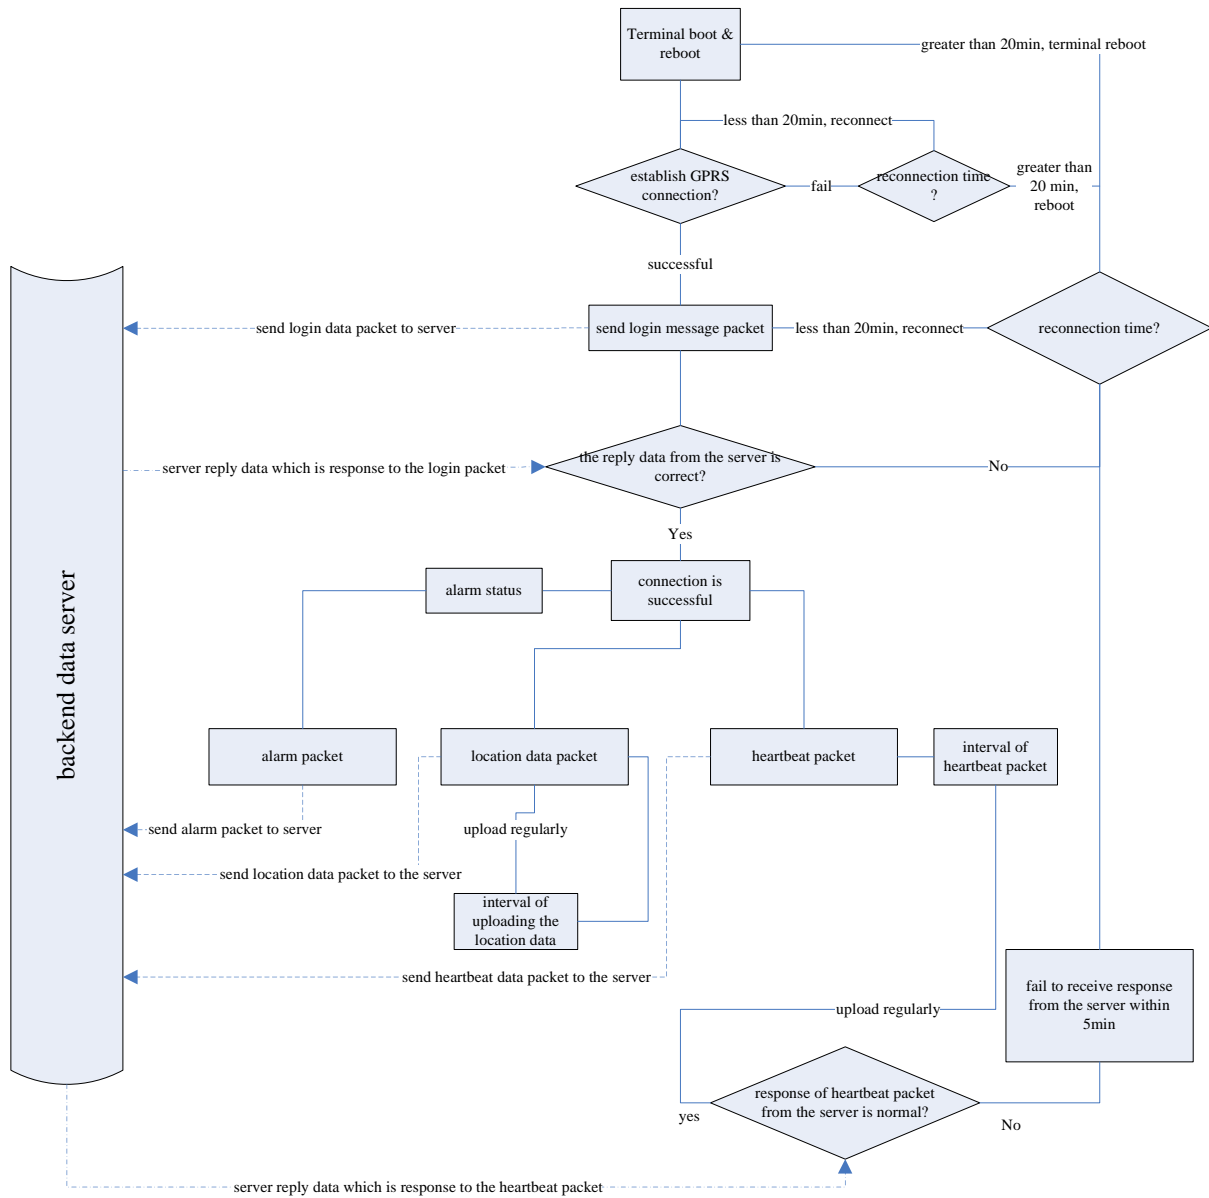 Terminal boot &
reboot
greater than 20min, terminal reboot
less than 20min, reconnect
establish GPRS
connection?
fail
reconnection time
?
greater than
20 min,
reboot
successful
send login data packet to server
send login message packet
less than 20min, reconnect
reconnection time?
server reply data which is response to the login packet
the reply data from the server is
correct?
No
Yes
backend data server
alarm status
connection is
successful
alarm packet
location data packet
heartbeat packet
interval of
heartbeat packet
send alarm packet to server
upload regularly
send location data packet to the server
interval of
uploading the
location data
send heartbeat data packet to the server
fail to receive response
from the server within
5min
upload regularly
response of heartbeat packet
from the server is normal?
yes
No
server reply data which is response to the heartbeat packet